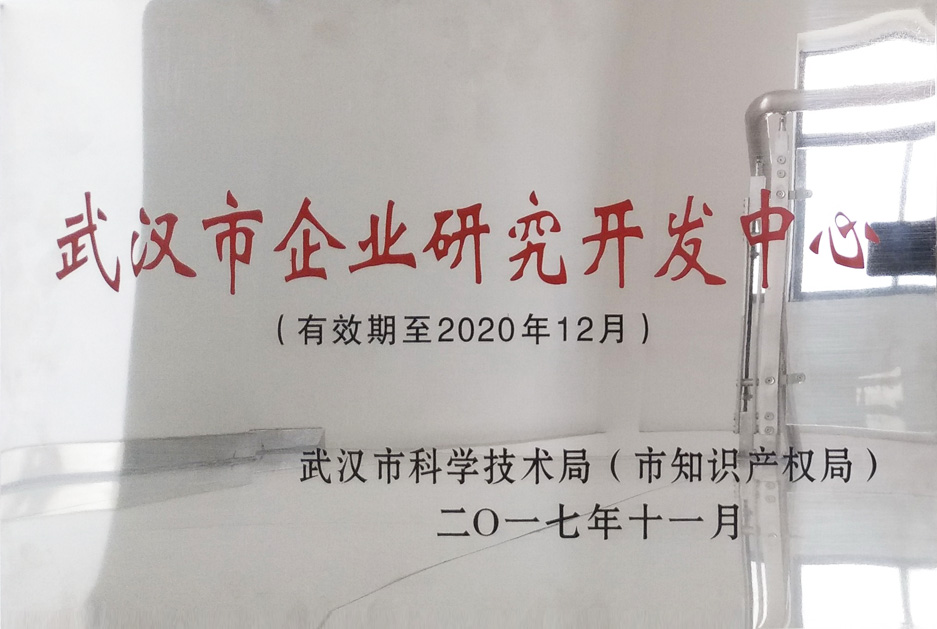 武汉市企业研究开发中心
（有效期至2020年12月）
武汉市科学技术局（市知识产权局）
二〇一七年十一月